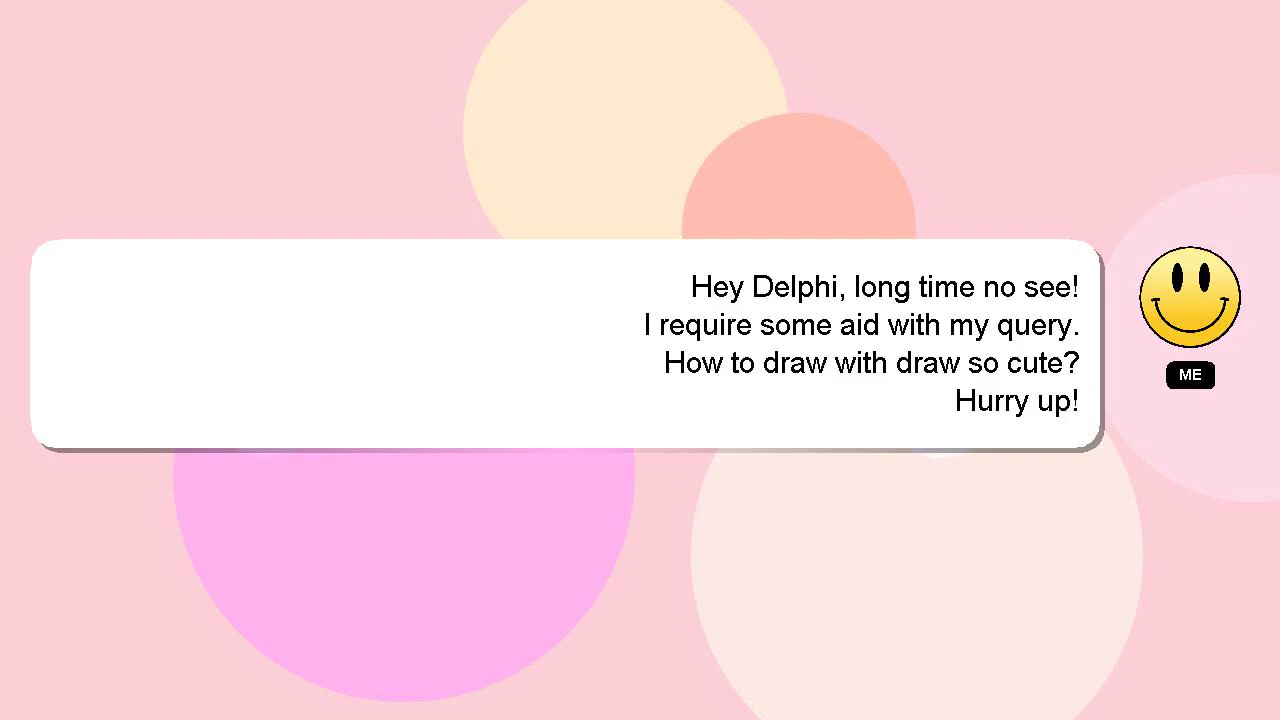 Hey Delphi, long time no see!
I require some aid with my query.
How to draw with draw so cute?
Hurry up!
ME